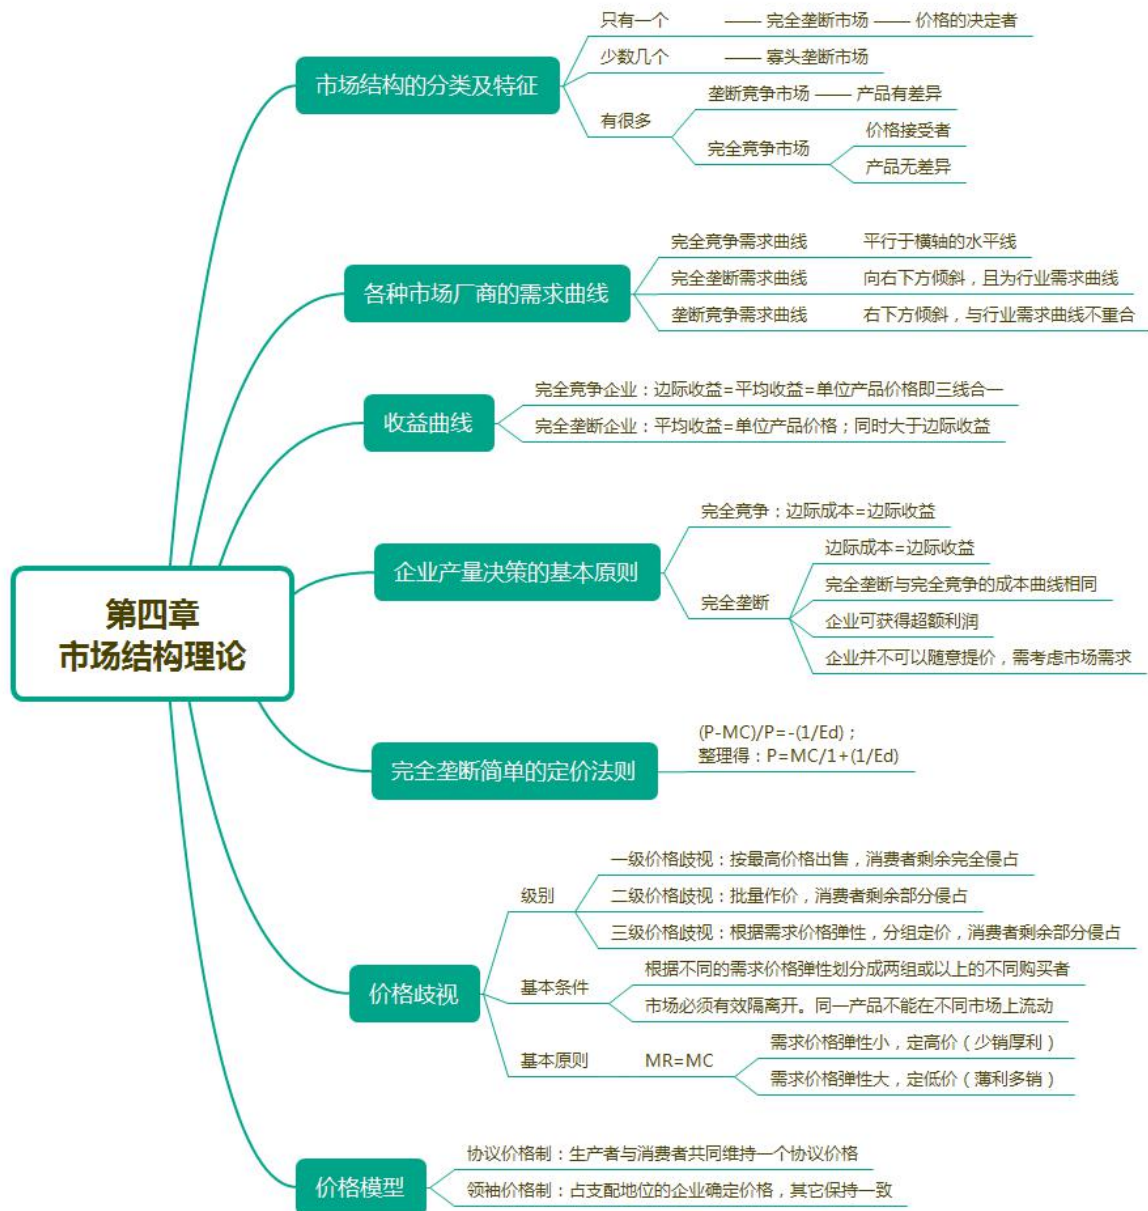 第四章
市场结构理论
市场结构的分类及特征
只有一个 —— 完全垄断市场 —— 价格的决定者
少数几个 —— 寡头垄断市场
有很多
垄断竞争市场 —— 产品有差异
完全竞争市场
价格接受者
产品无差异
各种市场厂商的需求曲线
完全竞争需求曲线 平行于横轴的水平线
完全垄断需求曲线 向右下方倾斜，且为行业需求曲线
垄断竞争需求曲线 右下方倾斜，与行业需求曲线不重合
收益曲线
完全竞争企业：边际收益=平均收益=单位产品价格即三线合一
完全垄断企业：平均收益=单位产品价格；同时大于边际收益
企业产量决策的基本原则
完全竞争：边际成本=边际收益
完全垄断
边际成本=边际收益
完全垄断与完全竞争的成本曲线相同
企业可获得超额利润
企业并不可以随意提价，需考虑市场需求
完全垄断简单的定价法则
(P-MC)/P=-(1/Ed)；
整理得：P=MC/1+(1/Ed)
价格歧视
级别
一级价格歧视：按最高价格出售，消费者剩余完全侵占
二级价格歧视：批量作价，消费者剩余部分侵占
三级价格歧视：根据需求价格弹性，分组定价，消费者剩余部分侵占
基本条件
根据不同的需求价格弹性划分成两组或以上的不同购买者
市场必须有效隔离开。同一产品不能在不同市场上流动
基本原则 MR=MC
需求价格弹性小，定高价（少销厚利）
需求价格弹性大，定低价（薄利多销）
价格模型
协议价格制：生产者与消费者共同维持一个协议价格
领袖价格制：占支配地位的企业确定价格，其它保持一致